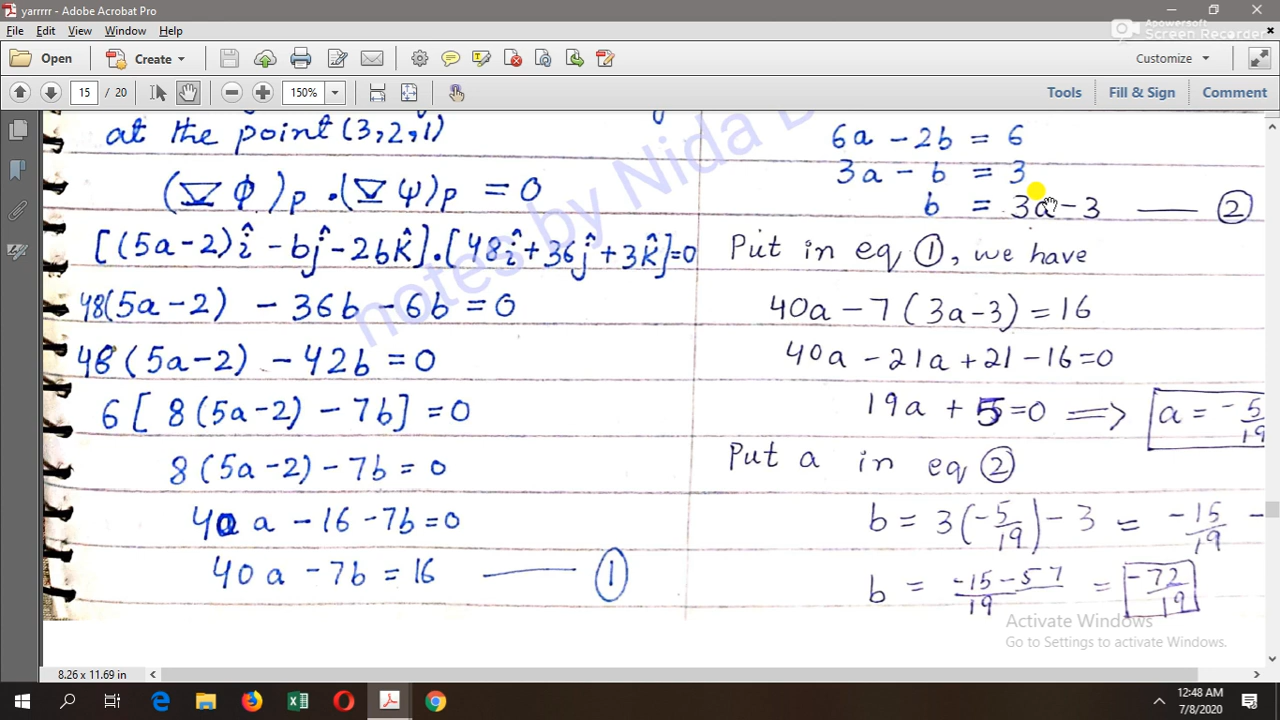 yarrrrr - Adobe Acrobat Pro
Apowersoft
Screen Recorder
File Edit View Window Help
Open Create Customize
15 / 20 150% Tools Fill & Sign Comment
at the point (3,2,1)
(∇ φ)p . (∇ ψ)p = 0
[(5a-2)î - bĵ - 2bk̂].[48î + 36ĵ + 3k̂]=0
48(5a-2) - 36b - 6b = 0
48(5a-2) - 42b = 0
6[8(5a-2) - 7b] = 0
8(5a-2) - 7b = 0
40a - 16 - 7b = 0
40a - 7b = 16 —— ①
6a - 2b = 6
3a - b = 3
b = 3a - 3 —— ②
Put in eq ①, we have
40a - 7(3a-3) = 16
40a - 21a + 21 - 16 = 0
19a + 5 = 0 ⟹ a = -5/19
Put a in eq ②
b = 3(-5/19) - 3 = -15/19 -
b = -15-57/19 = -72/19
notes by Nida
Activate Windows
Go to Settings to activate Windows.
8.26 x 11.69 in
12:48 AM
7/8/2020